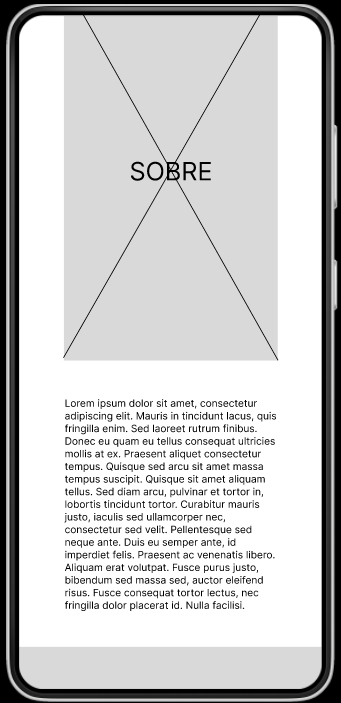 SOBRE
Lorem ipsum dolor sit amet, consectetur
adipiscing elit. Mauris in tincidunt lacus, quis
fringilla enim. Sed laoreet rutrum finibus.
Donec eu quam eu tellus consequat ultricies
mollis at ex. Praesent aliquet consectetur
tempus. Quisque sed arcu sit amet massa
tempus suscipit. Quisque sit amet aliquam
tellus. Sed diam arcu, pulvinar et tortor in,
lobortis tincidunt tortor. Curabitur mauris
justo, iaculis sed ullamcorper nec,
consectetur sed velit. Pellentesque sed
neque ante. Duis eu semper ante, id
imperdiet felis. Praesent ac venenatis libero.
Aliquam erat volutpat. Fusce purus justo,
bibendum sed massa sed, auctor eleifend
risus. Fusce consequat tortor lectus, nec
fringilla dolor placerat id. Nulla facilisi.